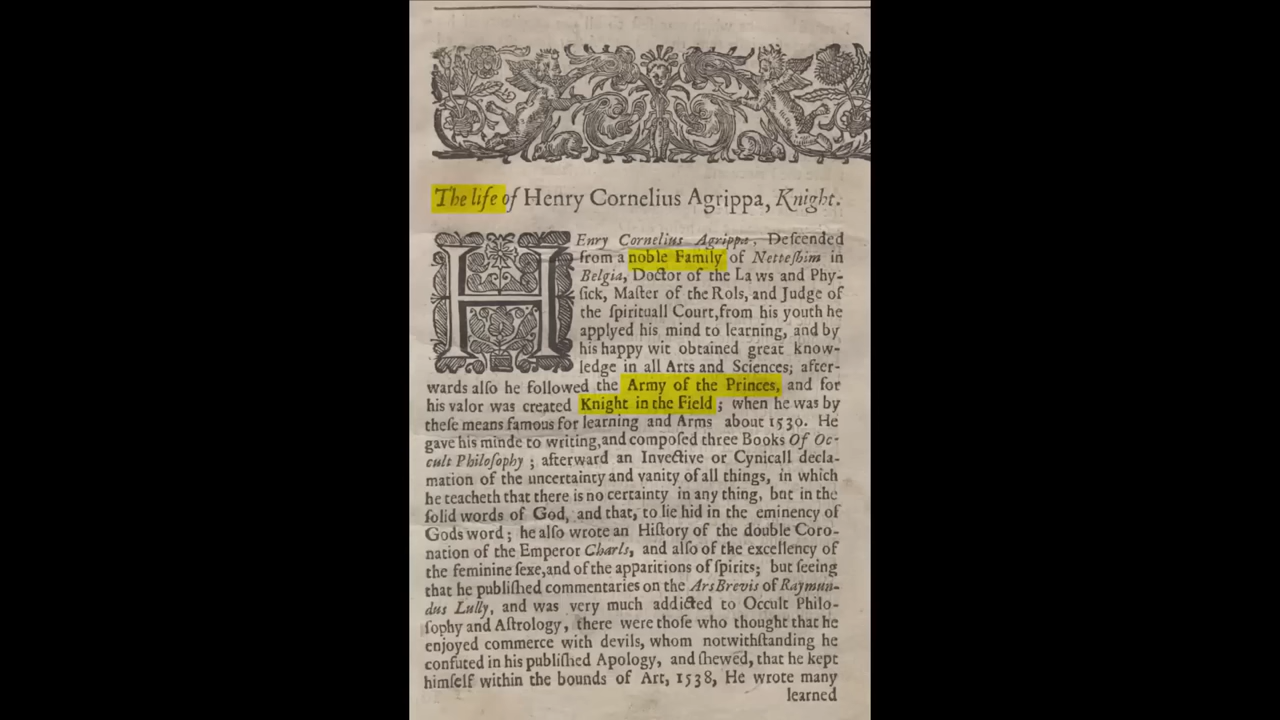 The life of Henry Cornelius Agrippa, Knight.
HEnry Cornelius Agrippa, Deſcended
from a noble Family of Netteſhim in
Belgia, Doctor of the Laws and Phy-
ſick, Maſter of the Rols, and Judge of
the ſpirituall Court,from his youth he
applyed his mind to learning, and by
his happy wit obtained great know-
ledge in all Arts and Sciences; after-
wards alſo he followed the Army of the Princes, and for
his valor was created Knight in the Field; when he was by
theſe means famous for learning and Arms about 1530. He
gave his minde to writing,and compoſed three Books Of Oc-
cult Philoſophy; afterward an Invective or Cynicall decla-
mation of the uncertainty and vanity of all things, in which
he teacheth that there is no certainty in any thing, but in the
ſolid words of God, and that, to lie hid in the eminency of
Gods word; he alſo wrote an Hiſtory of the double Coro-
nation of the Emperor Charls, and alſo of the excellency of
the feminine ſexe,and of the apparitions of ſpirits; but ſeeing
that he publiſhed commentaries on the Ars Brevis of Raymun-
dus Lully, and was very much addicted to Occult Philo-
ſophy and Aſtrology, there were thoſe who thought that he
enjoyed commerce with devils, whom notwithſtanding he
confuted in his publiſhed Apology, and ſhewed, that he kept
himſelf within the bounds of Art, 1538, He wrote many
learned